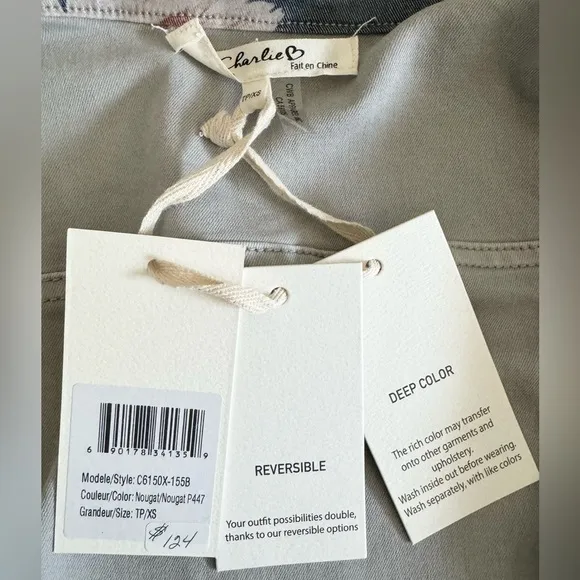 CharlieB
Fait en Chine
TP/XS
6 90178 34135 9
Modele/Style: C6150X-155B
Couleur/Color: Nougat/Nougat P447
Grandeur/Size: TP/XS
$124
REVERSIBLE
Your outfit possibilities double,
thanks to our reversible options
DEEP COLOR
The rich color may transfer
onto other garments and
upholstery.
Wash inside out before wearing.
Wash separately, with like colors